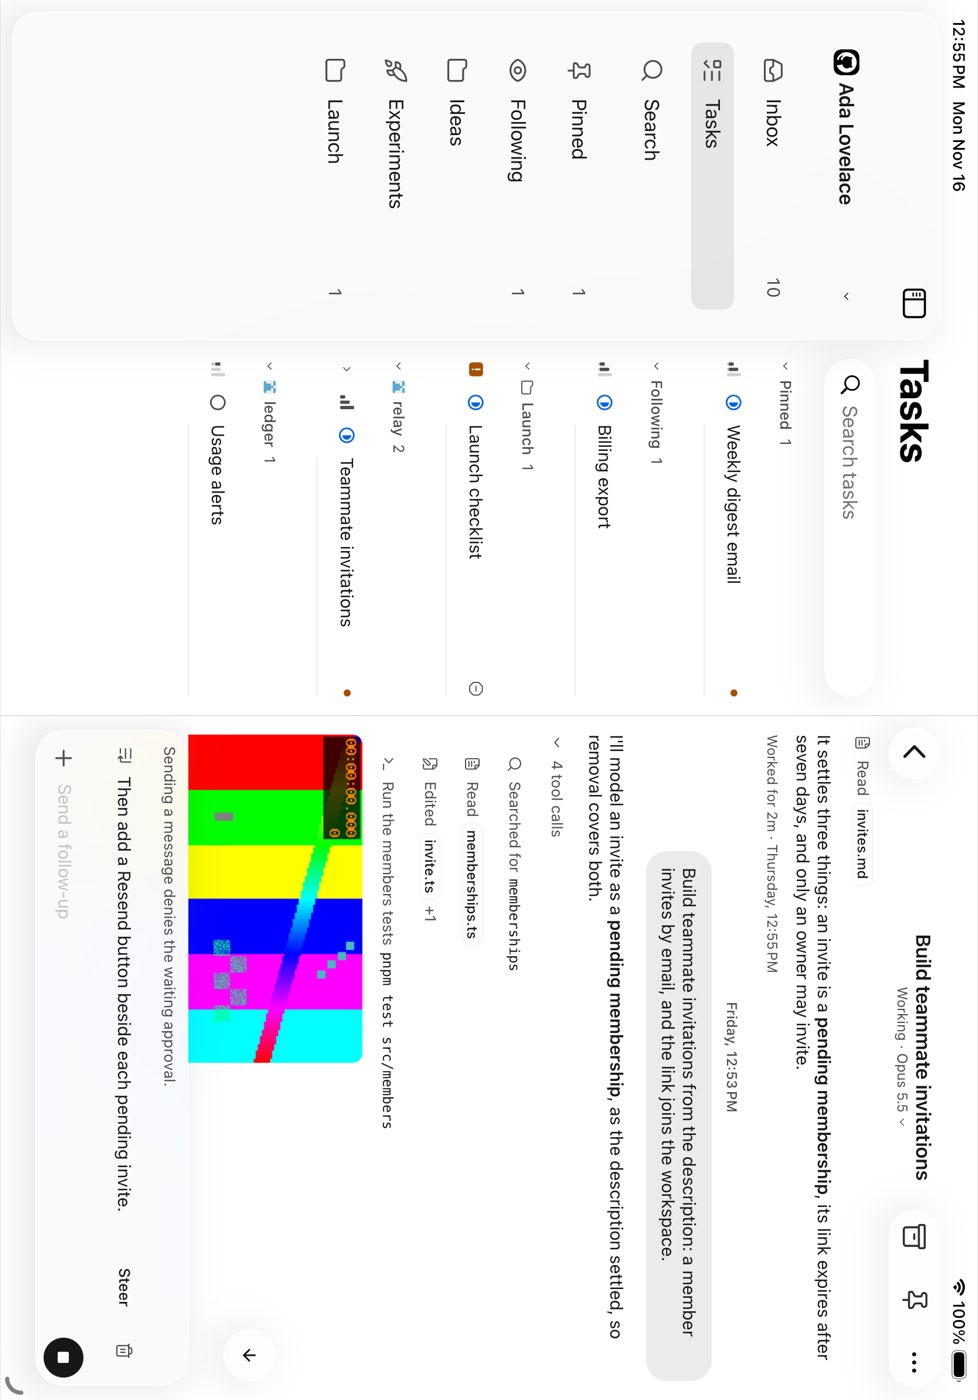 12:55 PM Mon Nov 16
100%
Ada Lovelace
Inbox 10
Tasks
Search
Pinned 1
Following 1
Ideas
Experiments
Launch 1
Tasks
Search tasks
Pinned 1
Weekly digest email
Following 1
Billing export
Launch 1
Launch checklist
relay 2
Teammate invitations
ledger 1
Usage alerts
Build teammate invitations
Working · Opus 5.5
Read invites.md
It settles three things: an invite is a pending membership, its link expires after
seven days, and only an owner may invite.
Worked for 2m · Thursday, 12:55 PM
Friday, 12:53 PM
Build teammate invitations from the description: a member
invites by email, and the link joins the workspace.
I'll model an invite as a pending membership, as the description settled, so
removal covers both.
4 tool calls
Searched for memberships
Read memberships.ts
Edited invite.ts +1
Run the members tests pnpm test src/members
00:00:00.000
0
Sending a message denies the waiting approval.
Then add a Resend button beside each pending invite. Steer
Send a follow-up